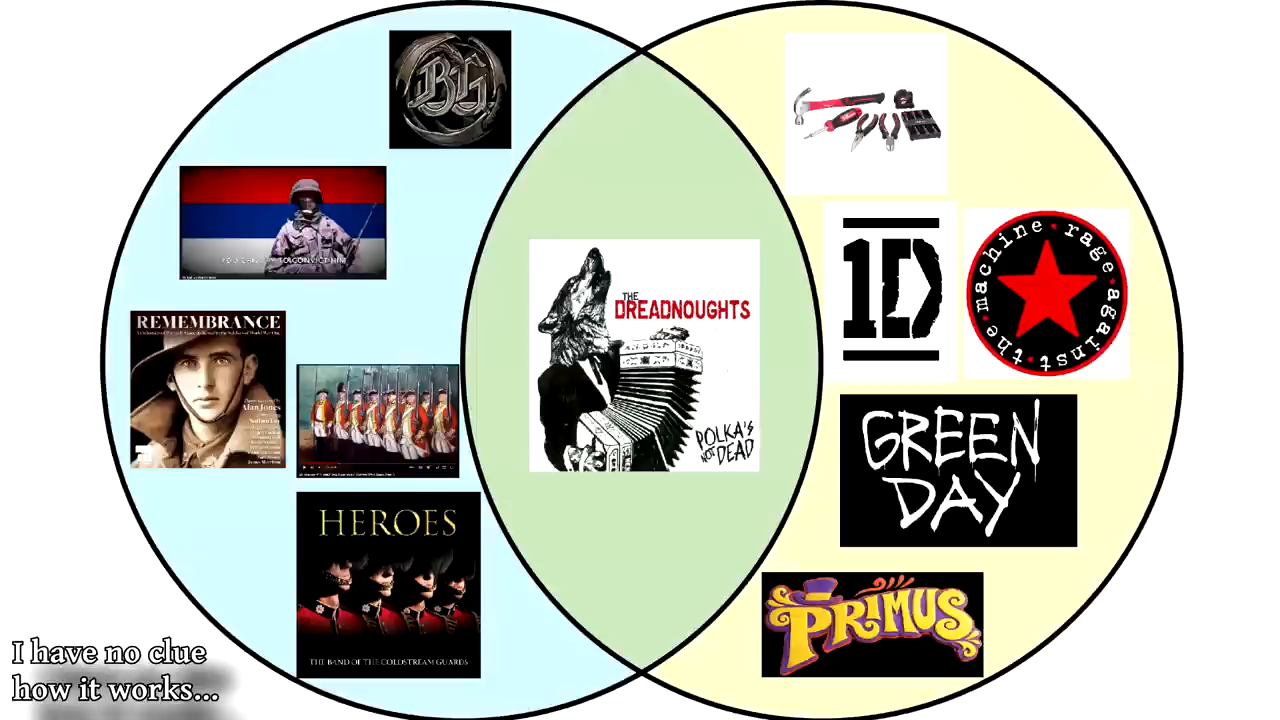 BG
REMEMBRANCE
Alan Jones
THE
DREADNOUGHTS
POLKA'S
NOT DEAD
1D
machine rage against the
GREEN
DAY
HEROES
THE BAND OF THE COLDSTREAM GUARDS
PRIMUS
I have no clue
how it works...